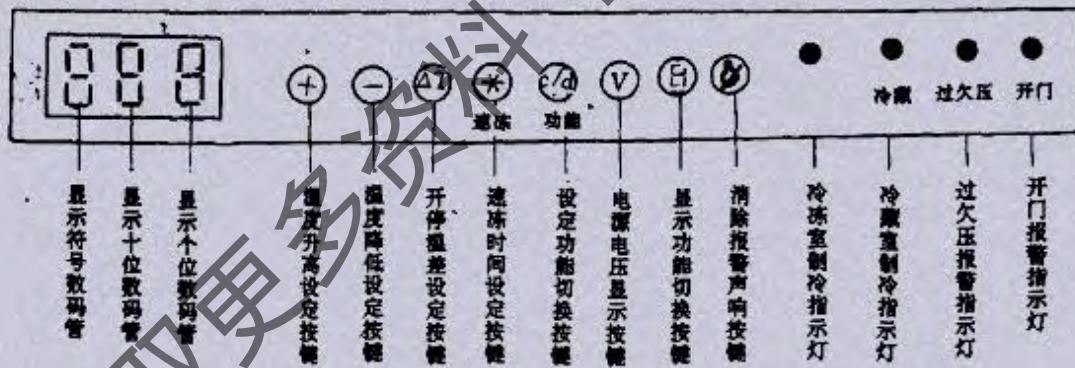 + − ΔT * c/d V
速冻 功能 冷藏 过欠压 开门
显示符号数码管
显示十位数码管
显示个位数码管
温度升高设定按键
温度降低设定按键
开停温差设定按键
速冻时间设定按键
设定功能切换按键
电源电压显示按键
显示功能切换按键
消除报警声响按键
冷冻室制冷指示灯
冷藏室制冷指示灯
过欠压报警指示灯
开门报警指示灯
取更多资料